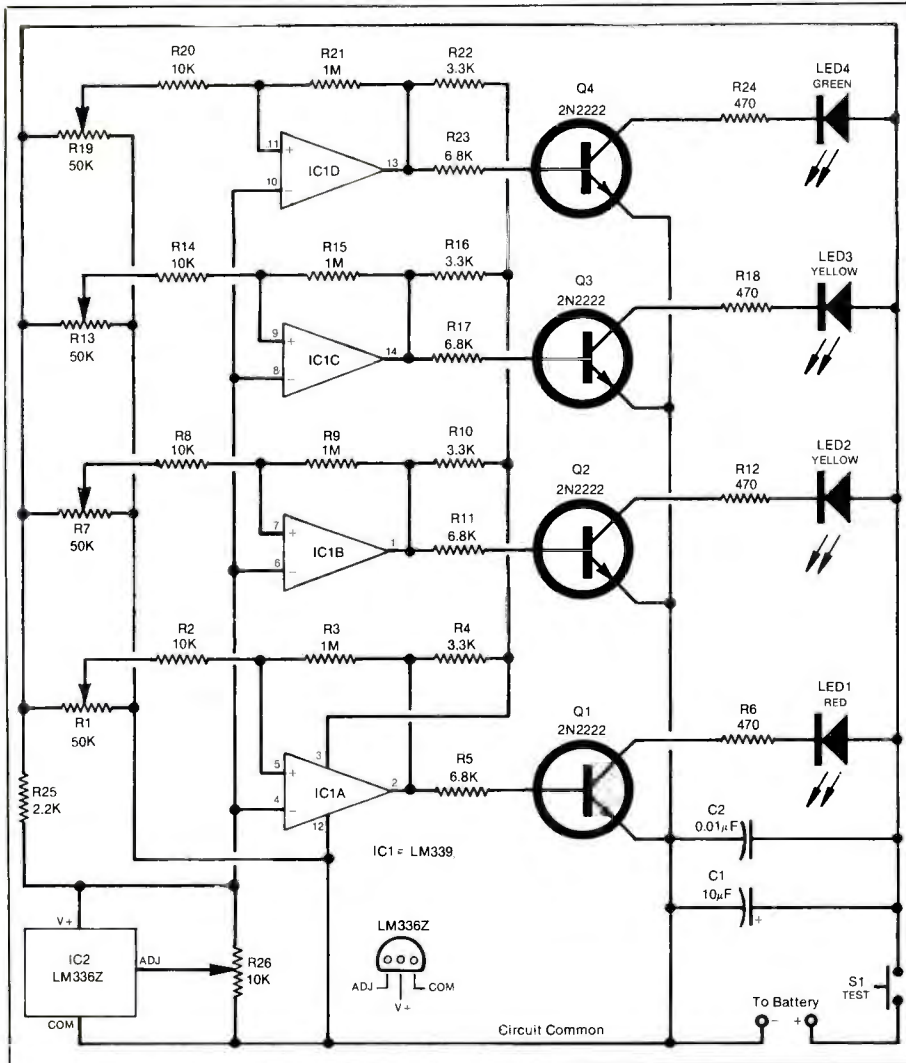 R20
10K
R21
1M
R22
3.3K
Q4
2N2222
R24
470
LED4
GREEN
R19
50K
11
+
10
−
IC1D
13
R23
6.8K
R14
10K
R15
1M
R16
3.3K
Q3
2N2222
R18
470
LED3
YELLOW
R13
50K
9
+
8
−
IC1C
14
R17
6.8K
R8
10K
R9
1M
R10
3.3K
Q2
2N2222
R12
470
LED2
YELLOW
R7
50K
7
+
6
−
IC1B
1
R11
6.8K
R2
10K
R3
1M
R4
3.3K
Q1
2N2222
R6
470
LED1
RED
R1
50K
3
5
+
4
−
IC1A
2
12
R5
6.8K
R25
2.2K
C2
0.01µF
IC1 = LM339
C1
10µF
+
V+
IC2
LM336Z
ADJ
COM
R26
10K
LM336Z
ADJ
COM
V+
S1
TEST
To Battery
- +
Circuit Common